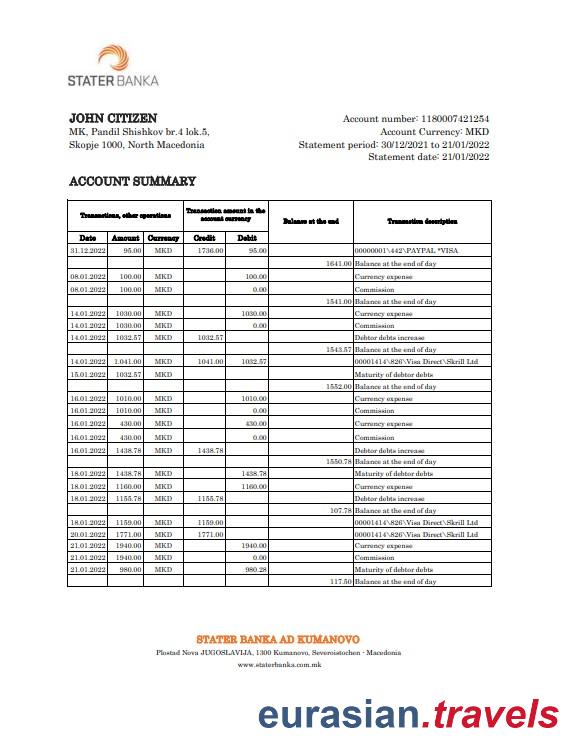 STATER BANKA
JOHN CITIZEN
MK, Pandil Shishkov br.4 lok.5,
Skopje 1000, North Macedonia
Account number: 1180007421254
Account Currency: MKD
Statement period: 30/12/2021 to 21/01/2022
Statement date: 21/01/2022
ACCOUNT SUMMARY
Transactions, other operations | Transaction amount in the account currency | Balance at the end | Transaction description
Date Amount Currency Credit Debit
31.12.2022 95.00 MKD 1736.00 95.00 00000001\442\PAYPAL *VISA
1641.00 Balance at the end of day
08.01.2022 100.00 MKD 100.00 Currency expense
08.01.2022 100.00 MKD 0.00 Commission
1541.00 Balance at the end of day
14.01.2022 1030.00 MKD 1030.00 Currency expense
14.01.2022 1030.00 MKD 0.00 Commission
14.01.2022 1032.57 MKD 1032.57 Debtor debts increase
1543.57 Balance at the end of day
14.01.2022 1.041.00 MKD 1041.00 1032.57 00001414\826\Visa Direct\Skrill Ltd
15.01.2022 1032.57 MKD Maturity of debtor debts
1552.00 Balance at the end of day
16.01.2022 1010.00 MKD 1010.00 Currency expense
16.01.2022 1010.00 MKD 0.00 Commission
16.01.2022 430.00 MKD 430.00 Currency expense
16.01.2022 430.00 MKD 0.00 Commission
16.01.2022 1438.78 MKD 1438.78 Debtor debts increase
1550.78 Balance at the end of day
18.01.2022 1438.78 MKD 1438.78 Maturity of debtor debts
18.01.2022 1160.00 MKD 1160.00 Currency expense
18.01.2022 1155.78 MKD 1155.78 Debtor debts increase
107.78 Balance at the end of day
18.01.2022 1159.00 MKD 1159.00 00001414\826\Visa Direct\Skrill Ltd
20.01.2022 1771.00 MKD 1771.00 00001414\826\Visa Direct\Skrill Ltd
21.01.2022 1940.00 MKD 1940.00 Currency expense
21.01.2022 1940.00 MKD 0.00 Commission
21.01.2022 980.00 MKD 980.28 Maturity of debtor debts
117.50 Balance at the end of day
STATER BANKA AD KUMANOVO
Plostad Nova JUGOSLAVIJA, 1300 Kumanovo, Severoistochen - Macedonia
www.staterbanka.com.mk
eurasian.travels